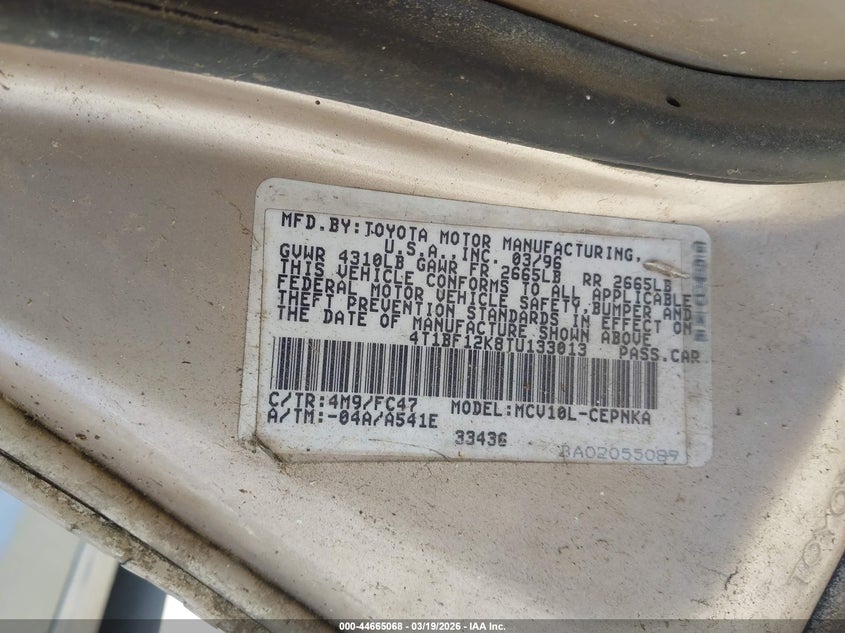 MFD.BY:TOYOTA MOTOR MANUFACTURING,
U.S.A.,INC. 03/96
GVWR 4310LB GAWR FR 2665LB RR 2665LB
THIS VEHICLE CONFORMS TO ALL APPLICABLE
FEDERAL MOTOR VEHICLE SAFETY,BUMPER AND
THEFT PREVENTION STANDARDS IN EFFECT ON
THE DATE OF MANUFACTURE SHOWN ABOVE
4T1BF12K8TU133013 PASS.CAR
C/TR:4M9/FC47 MODEL:MCV10L-CEPNKA
A/TM:-04A/A541E
3343G
BA02055089
TOYO
000-44665068 - 03/19/2026 - IAA Inc.